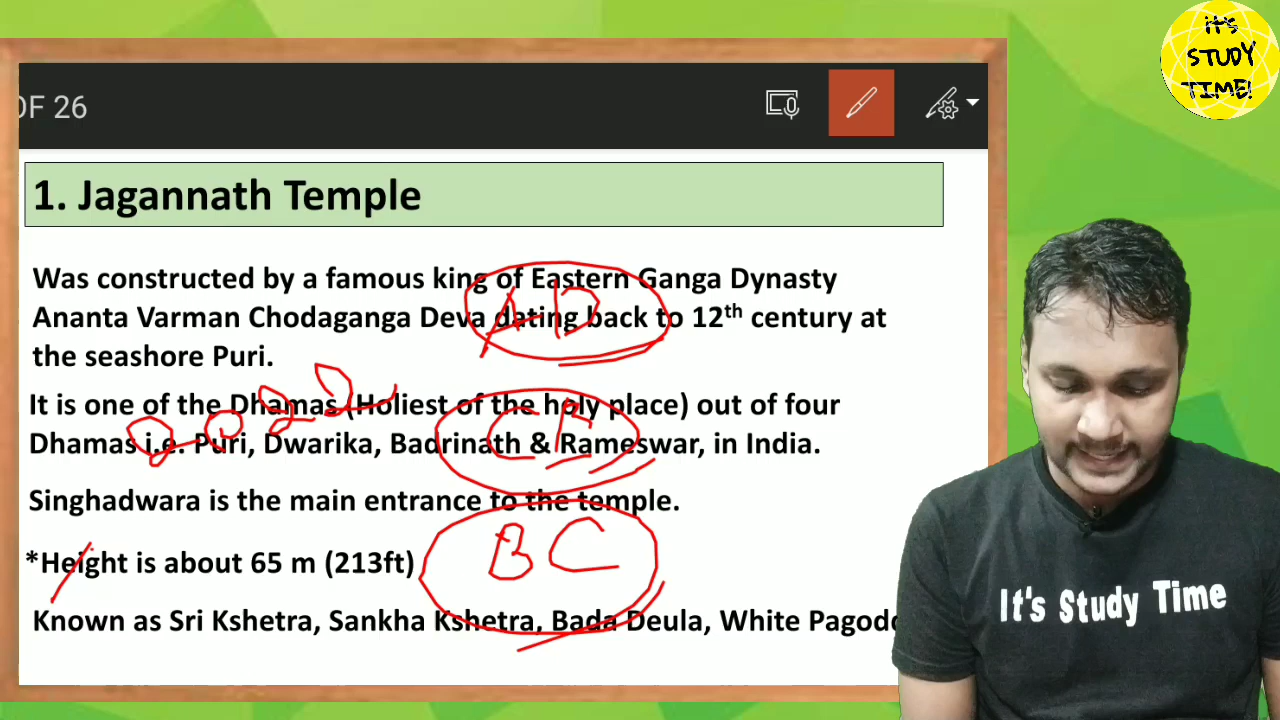 IT'S
STUDY
TIME!
OF 26
1. Jagannath Temple
Was constructed by a famous king of Eastern Ganga Dynasty
Ananta Varman Chodaganga Deva dating back to 12th century at
the seashore Puri.
AD
It is one of the Dhamas (Holiest of the holy place) out of four
Dhamas i.e. Puri, Dwarika, Badrinath & Rameswar, in India.
2022
CE
Singhadwara is the main entrance to the temple.
*Height is about 65 m (213ft)
BC
Known as Sri Kshetra, Sankha Kshetra, Bada Deula, White Pagod
It's Study Time